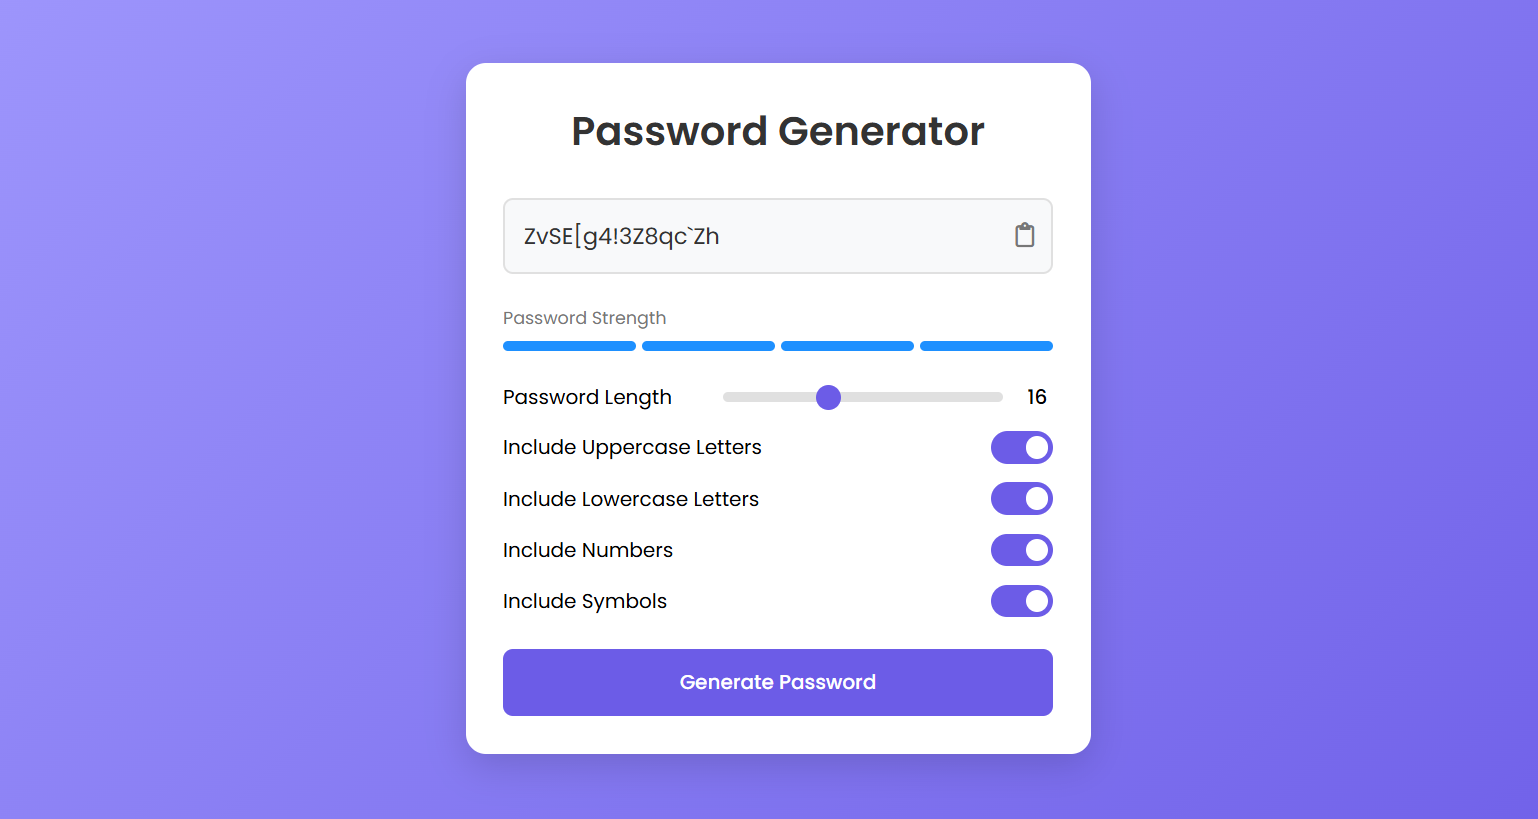 Password Generator
ZvSE[g4!3Z8qc`Zh
Password Strength
Password Length 16
Include Uppercase Letters
Include Lowercase Letters
Include Numbers
Include Symbols
Generate Password